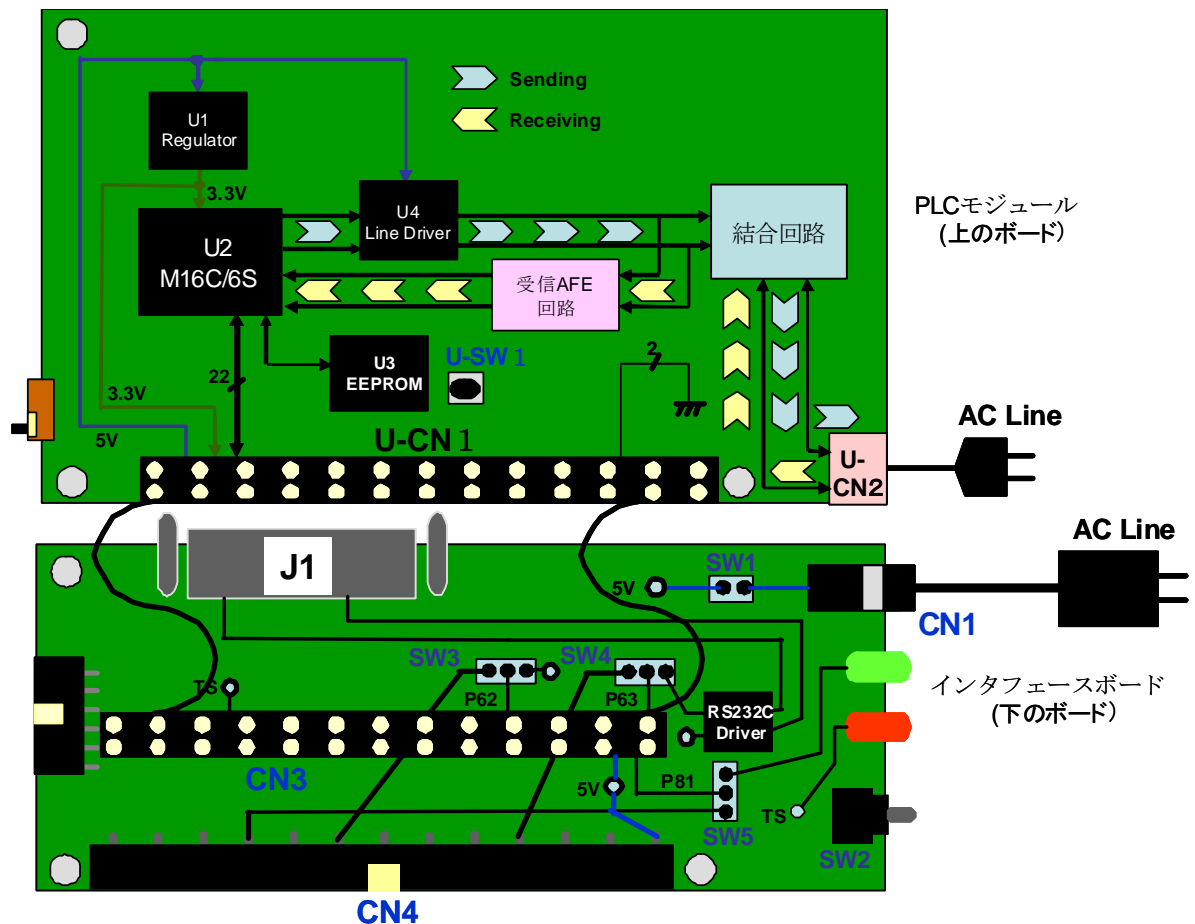 Sending
Receiving
U1
Regulator
3.3V
U4
Line Driver
U2
M16C/6S
結合回路
受信AFE
回路
PLCモジュール
(上のボード)
U3
EEPROM
U-SW１
2
22
3.3V
5V
U-CN１
AC Line
U-
CN2
J1
AC Line
SW1
5V
CN1
SW3
SW4
TS
P62
P63
RS232C
Driver
インタフェースボード
(下のボード)
CN3
5V
P81
TS
SW5
SW2
CN4